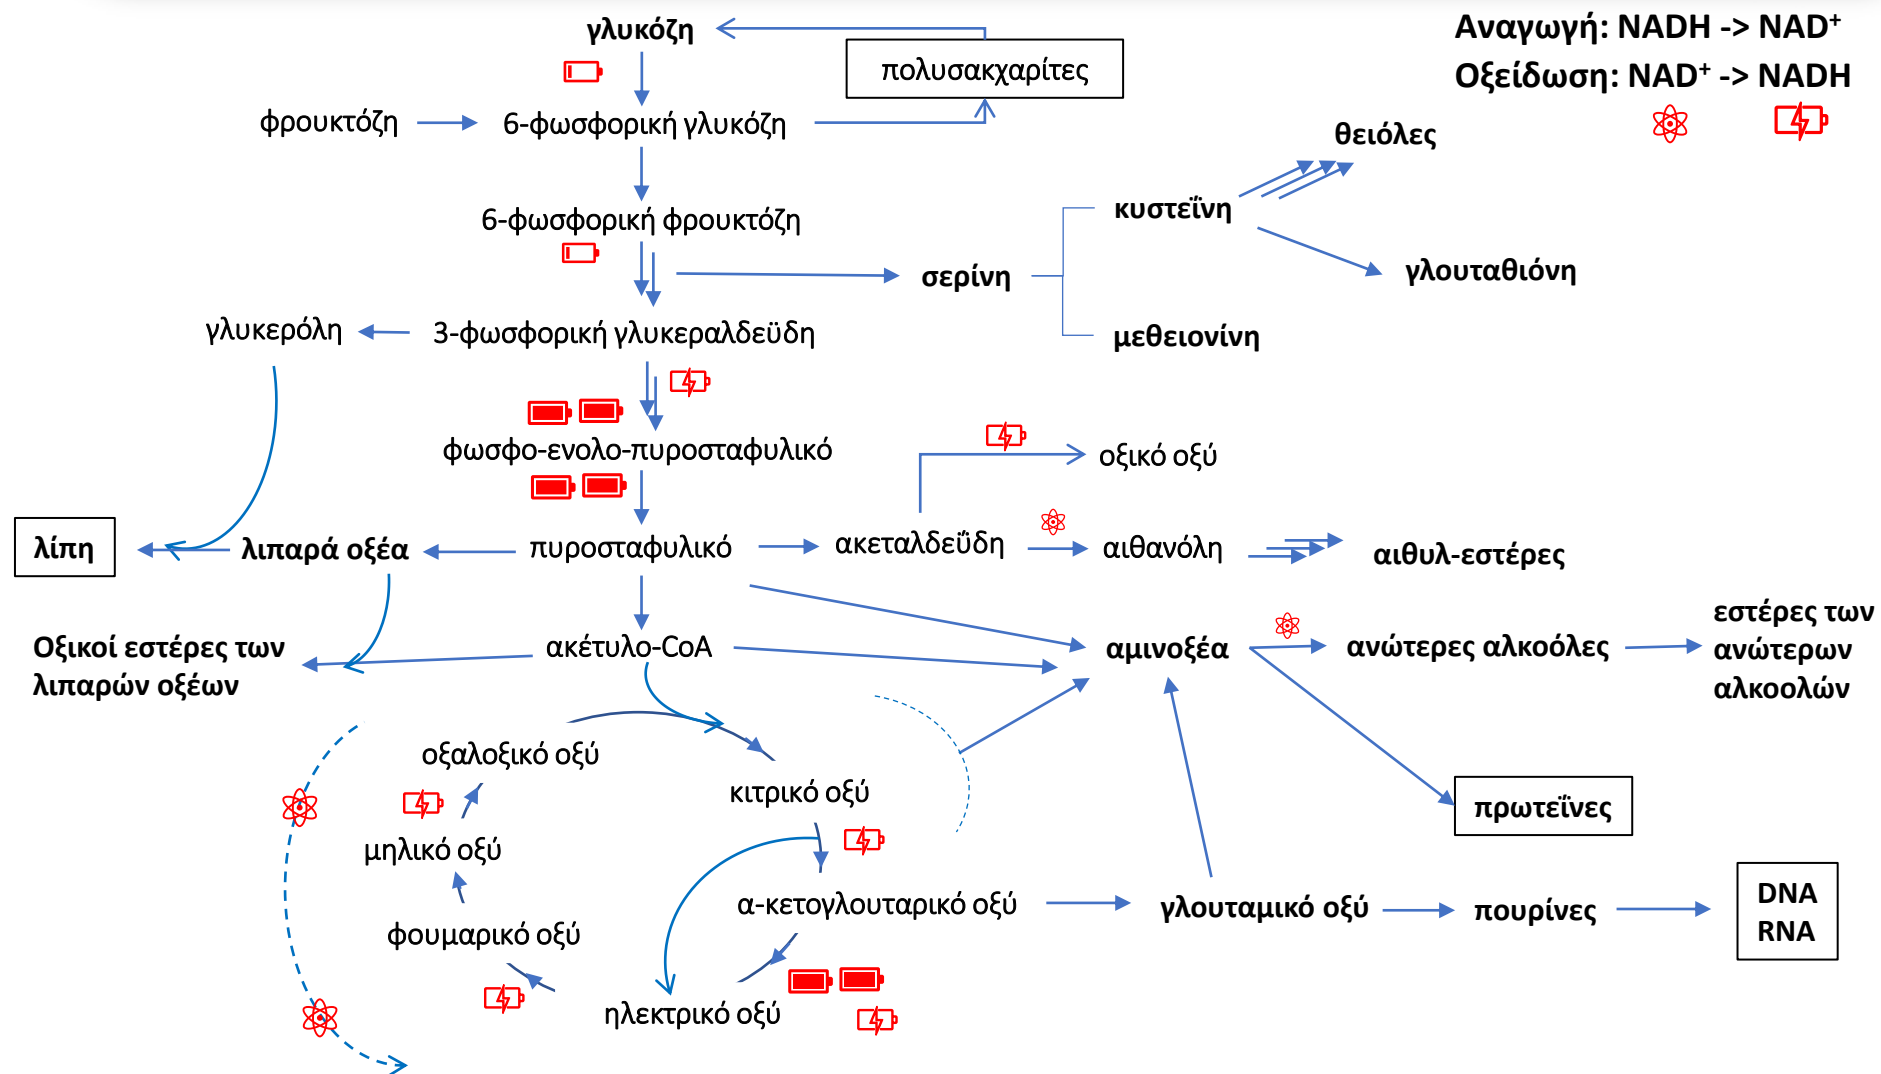 γλυκόζη
Αναγωγή: NADH -> NAD⁺
πολυσακχαρίτες
Οξείδωση: NAD⁺ -> NADH
φρουκτόζη
6-φωσφορική γλυκόζη
θειόλες
6-φωσφορική φρουκτόζη
κυστεΐνη
σερίνη
γλουταθιόνη
γλυκερόλη
3-φωσφορική γλυκεραλδεϋδη
μεθειονίνη
φωσφο-ενολο-πυροσταφυλικό
οξικό οξύ
λίπη
λιπαρά οξέα
πυροσταφυλικό
ακεταλδεΰδη
αιθανόλη
αιθυλ-εστέρες
Οξικοί εστέρες των
λιπαρών οξέων
ακέτυλο-CoA
αμινοξέα
ανώτερες αλκοόλες
εστέρες των
ανώτερων
αλκοολών
οξαλοξικό οξύ
κιτρικό οξύ
πρωτεΐνες
μηλικό οξύ
α-κετογλουταρικό οξύ
γλουταμικό οξύ
πουρίνες
DNA
RNA
φουμαρικό οξύ
ηλεκτρικό οξύ